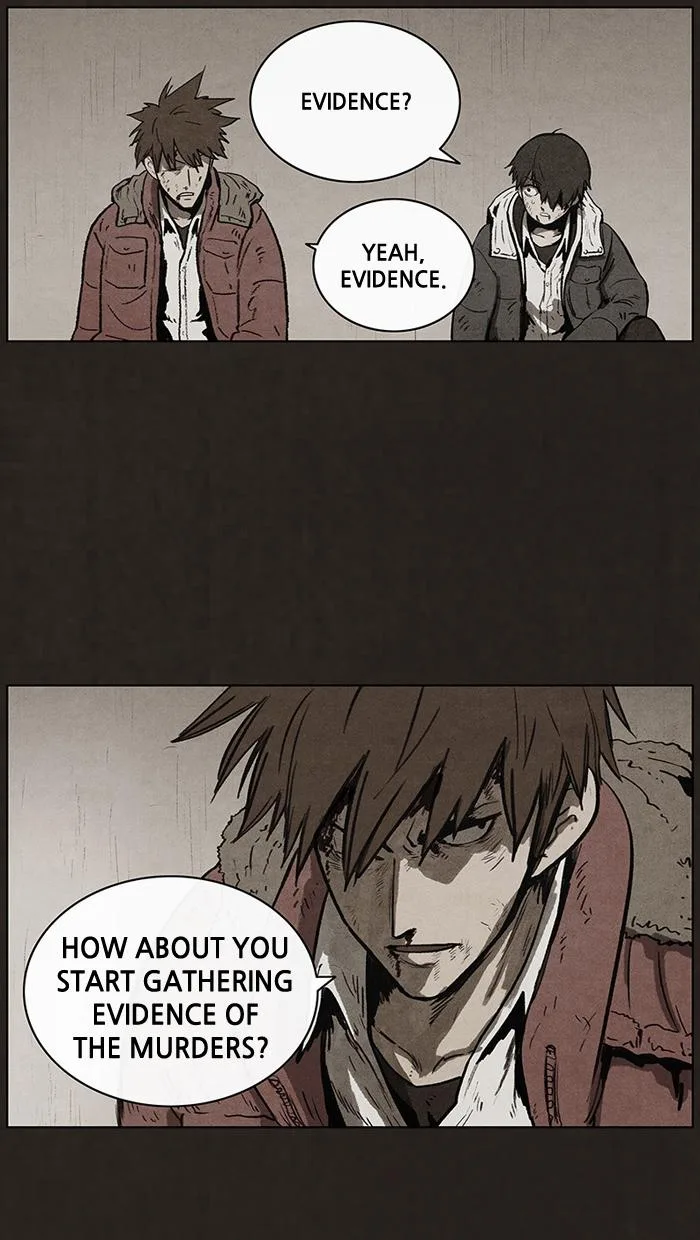 EVIDENCE?
YEAH,
EVIDENCE.
HOW ABOUT YOU
START GATHERING
EVIDENCE OF
THE MURDERS?